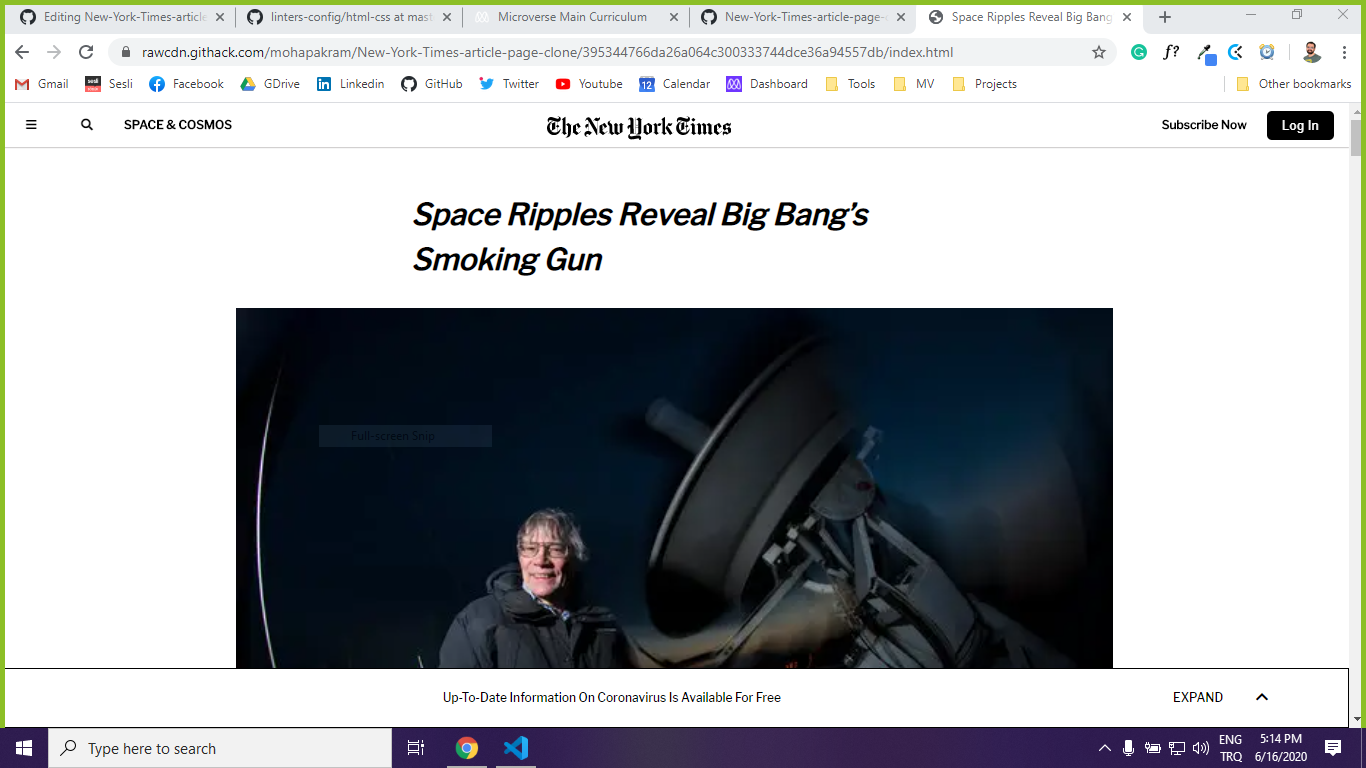 Editing New-York-Times-article
linters-config/html-css at mast
Microverse Main Curriculum
New-York-Times-article-page-
Space Ripples Reveal Big Bang
rawcdn.githack.com/mohapakram/New-York-Times-article-page-clone/395344766da26a064c300333744dce36a94557db/index.html
f?
Gmail
sesli
Sesli
Facebook
GDrive
Linkedin
GitHub
Twitter
Youtube
12
Calendar
Dashboard
Tools
MV
Projects
Other bookmarks
SPACE & COSMOS
The New York Times
Subscribe Now
Log In
Space Ripples Reveal Big Bang’s
Smoking Gun
Full-screen Snip
Up-To-Date Information On Coronavirus Is Available For Free
EXPAND
Type here to search
ENG
TRQ
5:14 PM
6/16/2020